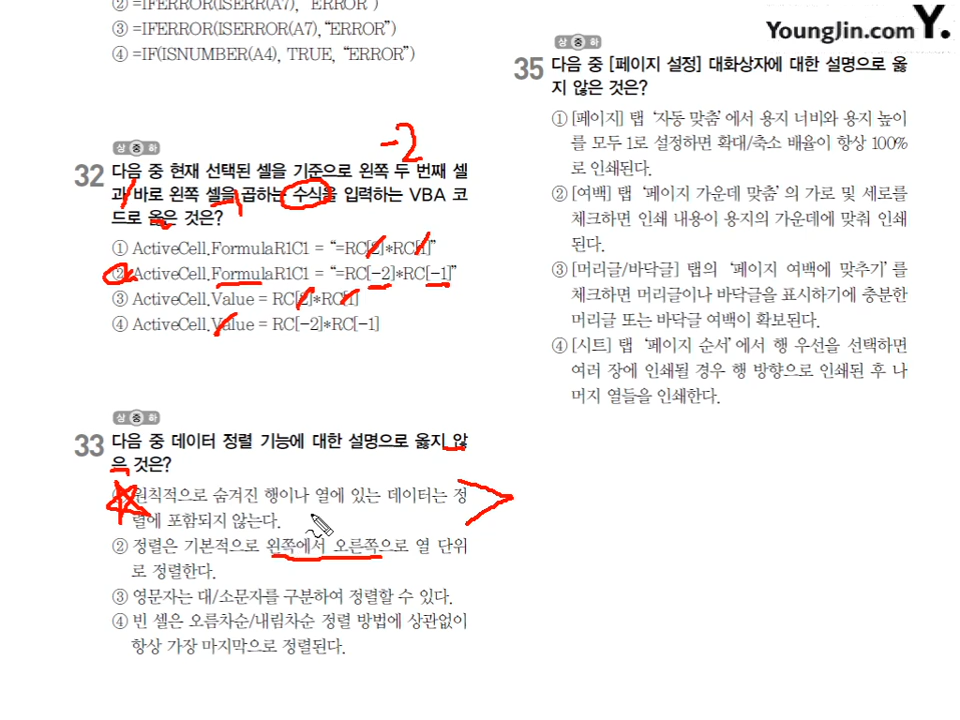 ② =IFERROR(ISERR(A7), “ERROR”)
③ =IFERROR(ISERROR(A7), “ERROR”)
④ =IF(ISNUMBER(A4), TRUE, “ERROR”)
상 중 하
-2
32 다음 중 현재 선택된 셀을 기준으로 왼쪽 두 번째 셀
과 바로 왼쪽 셀을 곱하는 수식을 입력하는 VBA 코
드로 옳은 것은?
-1
① ActiveCell.FormulaR1C1 = “=RC[2]*RC[1]”
② ActiveCell.FormulaR1C1 = “=RC[-2]*RC[-1]”
③ ActiveCell.Value = RC[2]*RC[1]
④ ActiveCell.Value = RC[-2]*RC[-1]
상 중 하
33 다음 중 데이터 정렬 기능에 대한 설명으로 옳지 않
은 것은?
원칙적으로 숨겨진 행이나 열에 있는 데이터는 정
렬에 포함되지 않는다.
② 정렬은 기본적으로 왼쪽에서 오른쪽으로 열 단위
로 정렬한다.
③ 영문자는 대/소문자를 구분하여 정렬할 수 있다.
④ 빈 셀은 오름차순/내림차순 정렬 방법에 상관없이
항상 가장 마지막으로 정렬된다.
YoungJin.com Y.
상 중 하
35 다음 중 [페이지 설정] 대화상자에 대한 설명으로 옳
지 않은 것은?
① [페이지] 탭 ‘자동 맞춤’에서 용지 너비와 용지 높이
를 모두 1로 설정하면 확대/축소 배율이 항상 100%
로 인쇄된다.
② [여백] 탭 ‘페이지 가운데 맞춤’의 가로 및 세로를
체크하면 인쇄 내용이 용지의 가운데에 맞춰 인쇄
된다.
③ [머리글/바닥글] 탭의 ‘페이지 여백에 맞추기’를
체크하면 머리글이나 바닥글을 표시하기에 충분한
머리글 또는 바닥글 여백이 확보된다.
④ [시트] 탭 ‘페이지 순서’에서 행 우선을 선택하면
여러 장에 인쇄될 경우 행 방향으로 인쇄된 후 나
머지 열들을 인쇄한다.